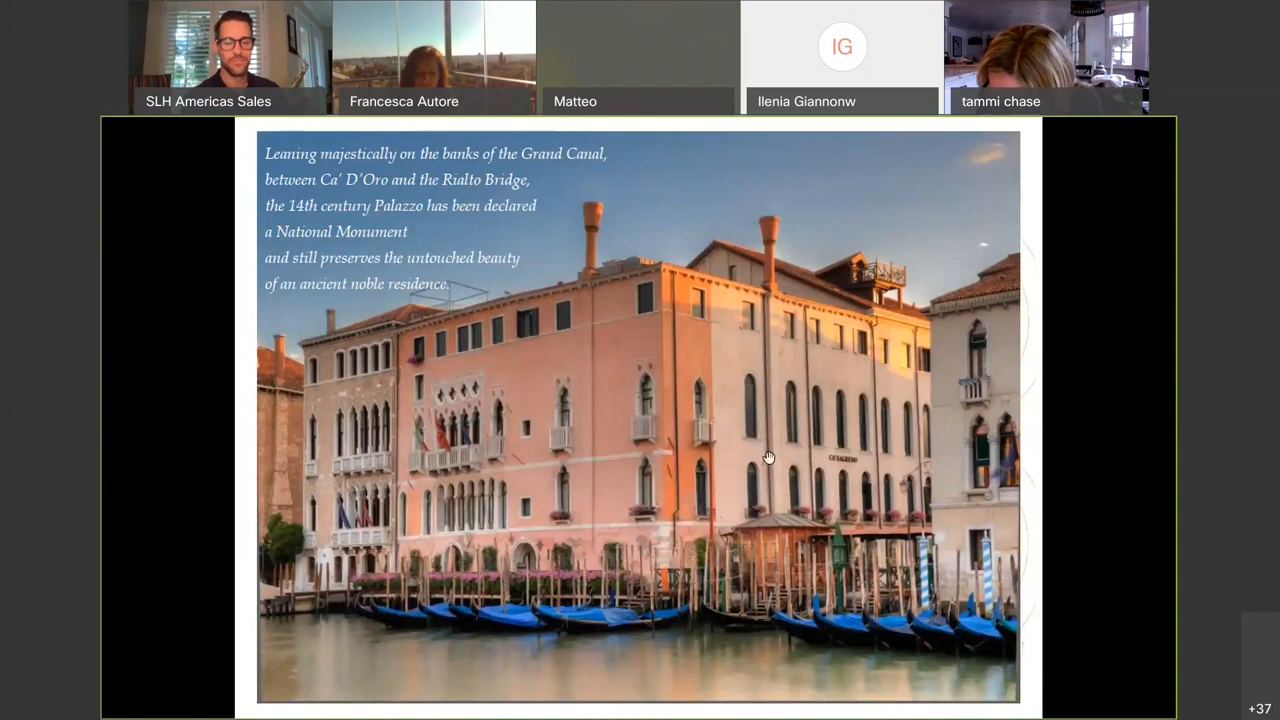 SLH Americas Sales
Francesca Autore
Matteo
IG
Ilenia Giannonw
tammi chase
Leaning majestically on the banks of the Grand Canal,
between Ca' D'Oro and the Rialto Bridge,
the 14th century Palazzo has been declared
a National Monument
and still preserves the untouched beauty
of an ancient noble residence.
CA'SAGREDO
+37